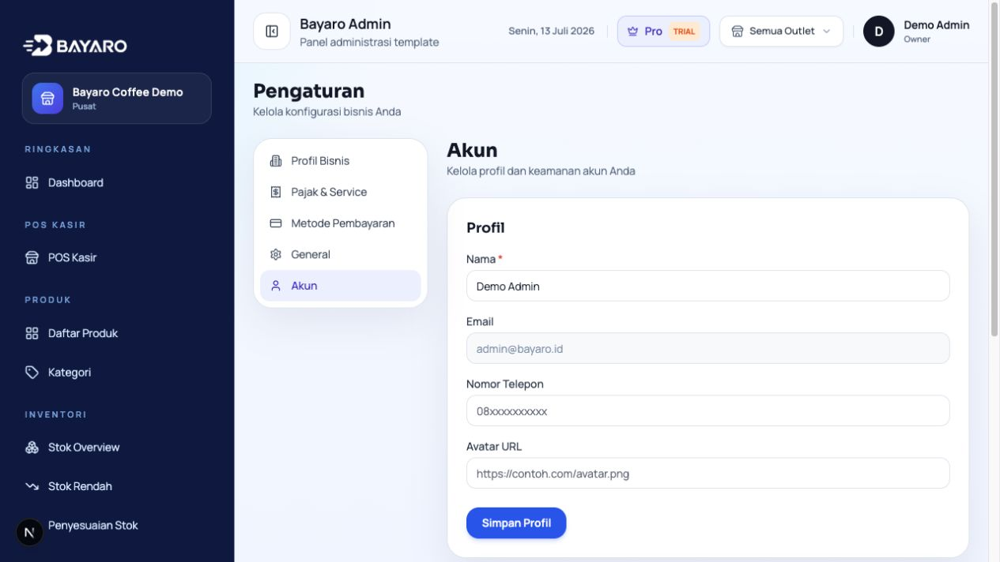 BAYARO
Bayaro Coffee Demo
Pusat
RINGKASAN
Dashboard
POS KASIR
POS Kasir
PRODUK
Daftar Produk
Kategori
INVENTORI
Stok Overview
Stok Rendah
Penyesuaian Stok
N
Bayaro Admin
Panel administrasi template
Senin, 13 Juli 2026
Pro TRIAL
Semua Outlet
D
Demo Admin
Owner
Pengaturan
Kelola konfigurasi bisnis Anda
Profil Bisnis
Pajak & Service
Metode Pembayaran
General
Akun
Akun
Kelola profil dan keamanan akun Anda
Profil
Nama *
Demo Admin
Email
admin@bayaro.id
Nomor Telepon
08xxxxxxxxxx
Avatar URL
https://contoh.com/avatar.png
Simpan Profil